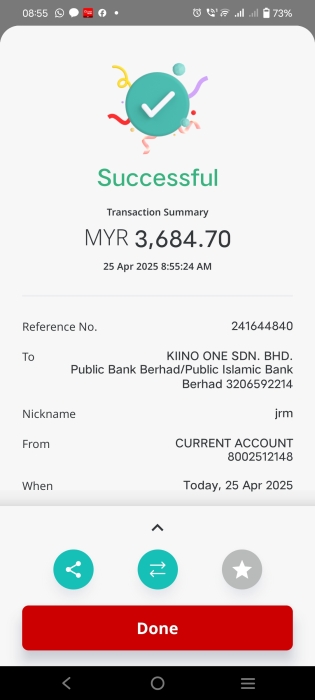 08:55
73%
Successful
Transaction Summary
MYR 3,684.70
25 Apr 2025 8:55:24 AM
Reference No. 241644840
To KIINO ONE SDN. BHD.
Public Bank Berhad/Public Islamic Bank
Berhad 3206592214
Nickname jrm
From CURRENT ACCOUNT
8002512148
When Today, 25 Apr 2025
Done